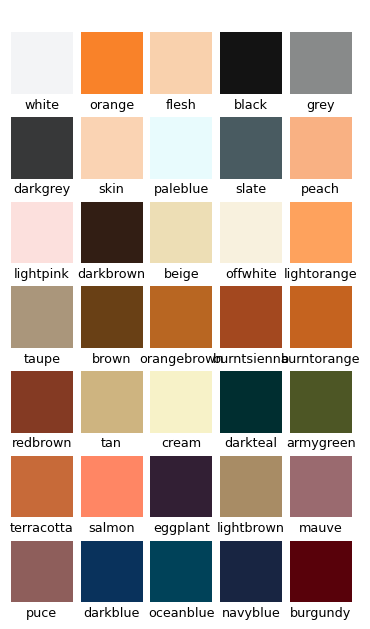 white orange flesh black grey
darkgrey skin paleblue slate peach
lightpink darkbrown beige offwhite lightorange
taupe brown orangebrown burntsienna burntorange
redbrown tan cream darkteal armygreen
terracotta salmon eggplant lightbrown mauve
puce darkblue oceanblue navyblue burgundy